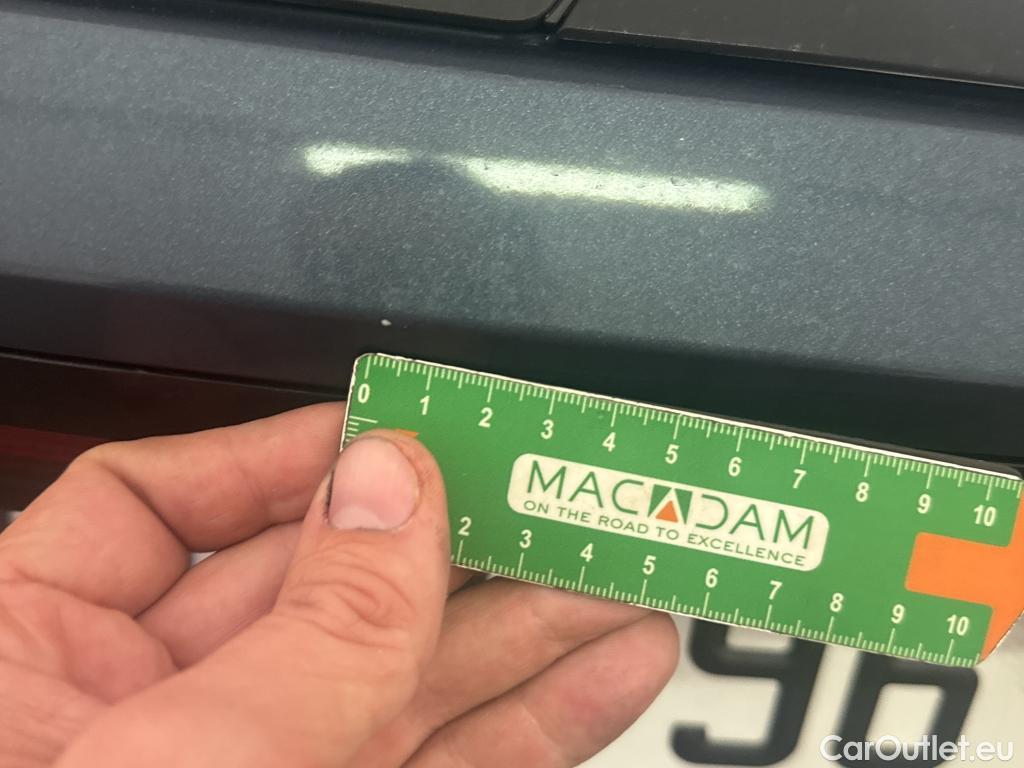 0 1 2 3 4 5 6 7 8 9 10
MACADAM
ON THE ROAD TO EXCELLENCE
2 3 4 5 6 7 8 9 10
CarOutlet.eu